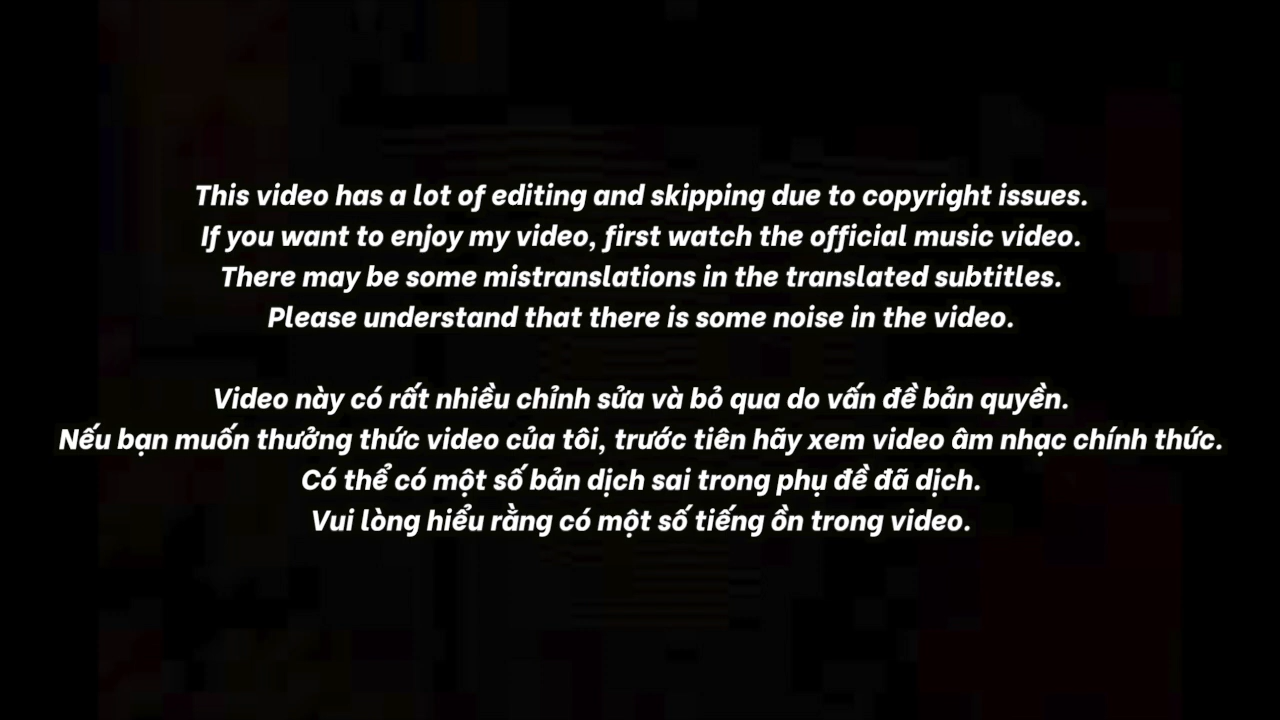 This video has a lot of editing and skipping due to copyright issues.
If you want to enjoy my video, first watch the official music video.
There may be some mistranslations in the translated subtitles.
Please understand that there is some noise in the video.
Video này có rất nhiều chỉnh sửa và bỏ qua do vấn đề bản quyền.
Nếu bạn muốn thưởng thức video của tôi, trước tiên hãy xem video âm nhạc chính thức.
Có thể có một số bản dịch sai trong phụ đề đã dịch.
Vui lòng hiểu rằng có một số tiếng ồn trong video.